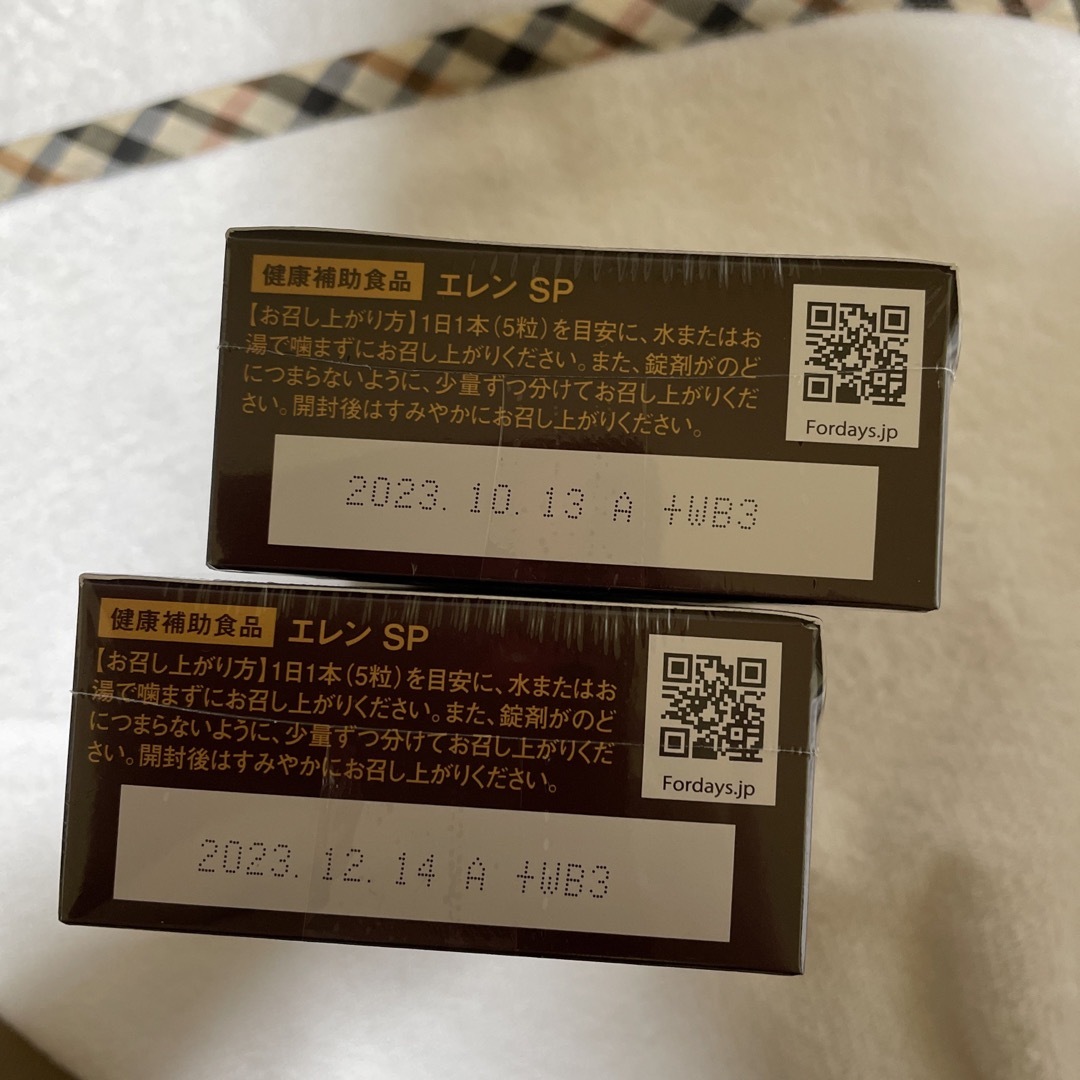 健康補助食品 エレン SP
【お召し上がり方】1日1本(5粒)を目安に、水またはお
湯で噛まずにお召し上がりください。また、錠剤がのど
につまらないように、少量ずつ分けてお召し上がりくだ
さい。開封後はすみやかにお召し上がりください。
Fordays.jp
2023. 10. 13 A +WB3
健康補助食品 エレン SP
【お召し上がり方】1日1本(5粒)を目安に、水またはお
湯で噛まずにお召し上がりください。また、錠剤がのど
につまらないように、少量ずつ分けてお召し上がりくだ
さい。開封後はすみやかにお召し上がりください。
Fordays.jp
2023. 12. 14 A +WB3